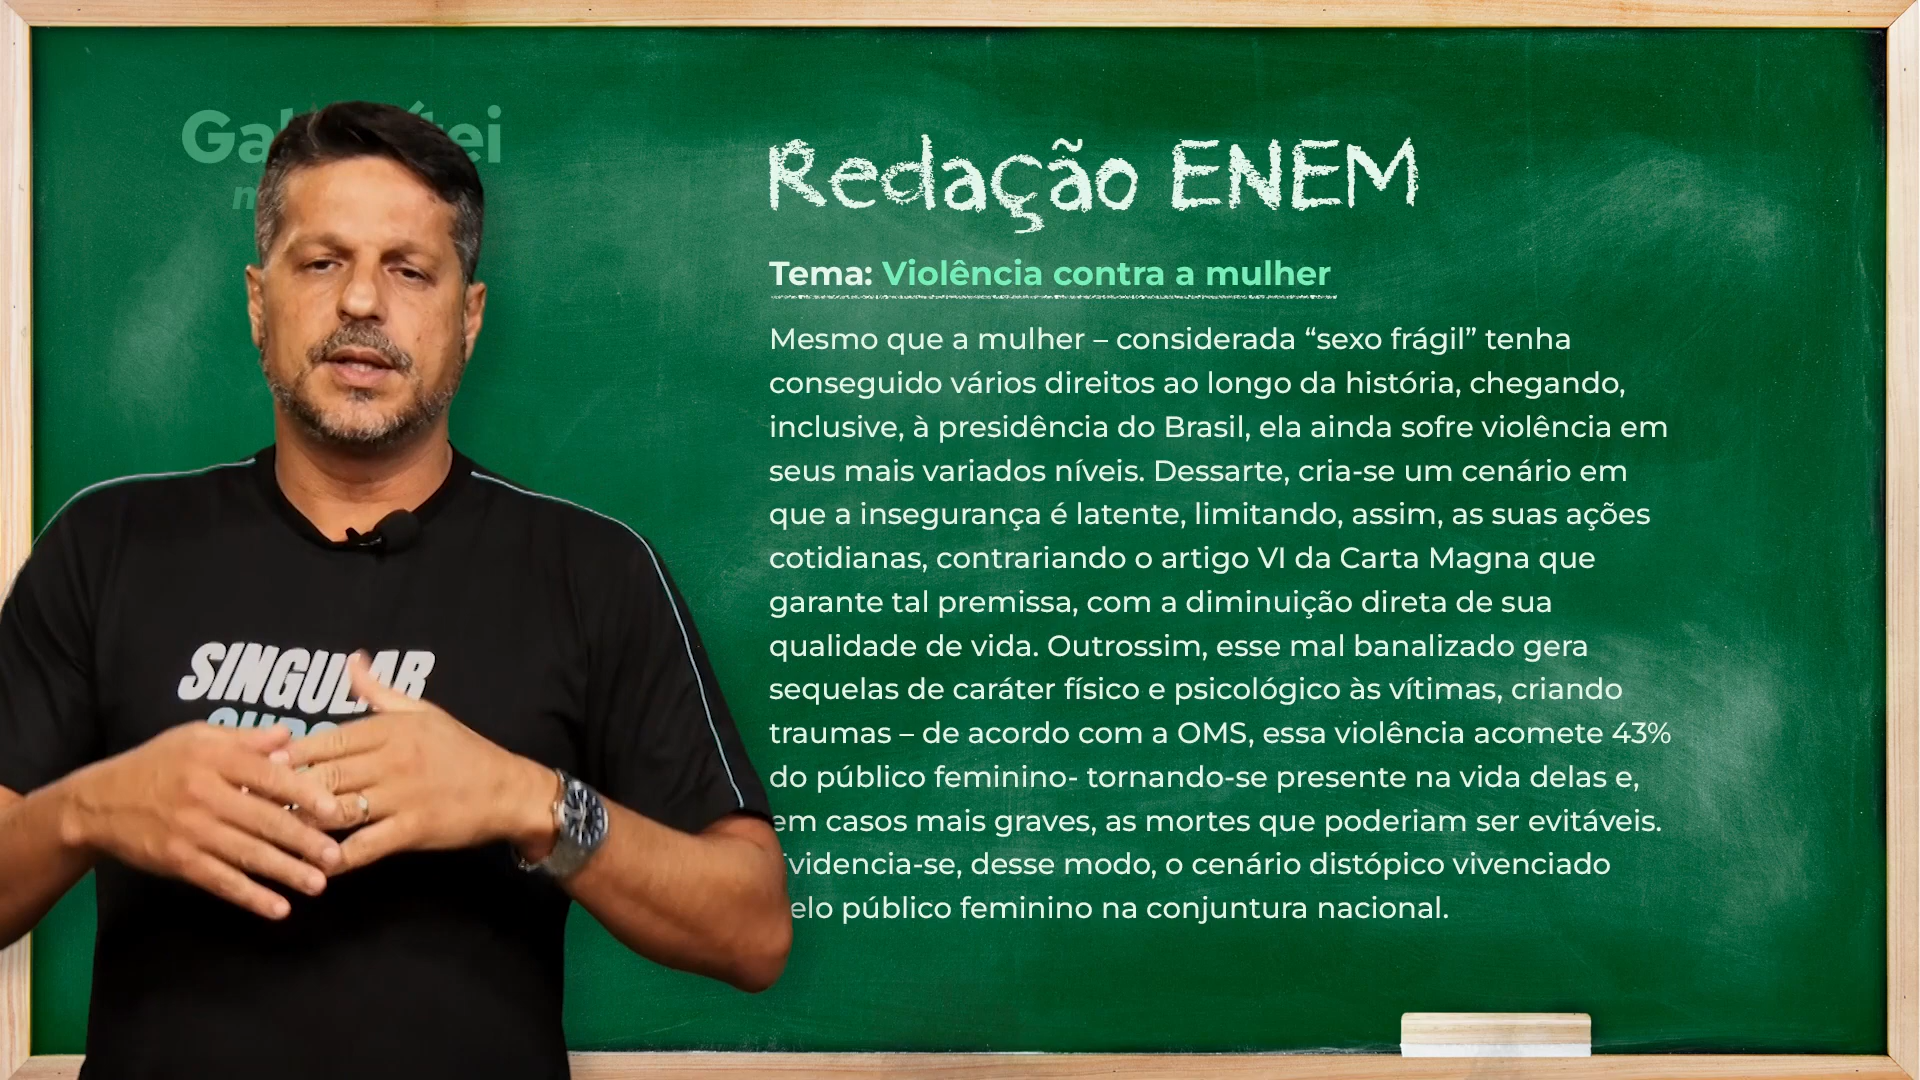 Redação ENEM
Tema: Violência contra a mulher
Mesmo que a mulher – considerada “sexo frágil” tenha
conseguido vários direitos ao longo da história, chegando,
inclusive, à presidência do Brasil, ela ainda sofre violência em
seus mais variados níveis. Dessarte, cria-se um cenário em
que a insegurança é latente, limitando, assim, as suas ações
cotidianas, contrariando o artigo VI da Carta Magna que
garante tal premissa, com a diminuição direta de sua
qualidade de vida. Outrossim, esse mal banalizado gera
sequelas de caráter físico e psicológico às vítimas, criando
traumas – de acordo com a OMS, essa violência acomete 43%
do público feminino- tornando-se presente na vida delas e,
em casos mais graves, as mortes que poderiam ser evitáveis.
videncia-se, desse modo, o cenário distópico vivenciado
elo público feminino na conjuntura nacional.
SINGULAR